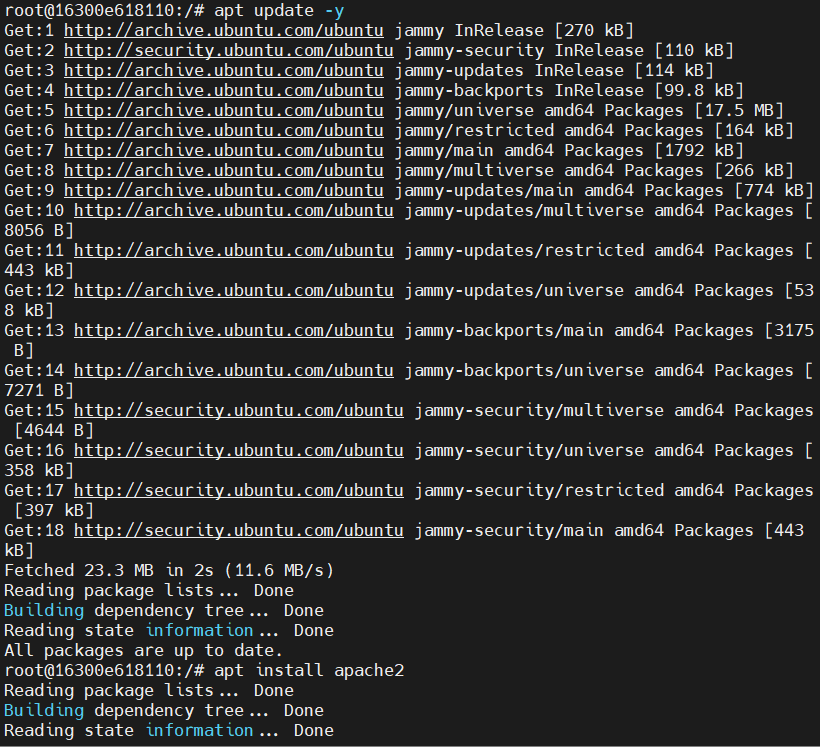 root@16300e618110:/# apt update -y
Get:1 http://archive.ubuntu.com/ubuntu jammy InRelease [270 kB]
Get:2 http://security.ubuntu.com/ubuntu jammy-security InRelease [110 kB]
Get:3 http://archive.ubuntu.com/ubuntu jammy-updates InRelease [114 kB]
Get:4 http://archive.ubuntu.com/ubuntu jammy-backports InRelease [99.8 kB]
Get:5 http://archive.ubuntu.com/ubuntu jammy/universe amd64 Packages [17.5 MB]
Get:6 http://archive.ubuntu.com/ubuntu jammy/restricted amd64 Packages [164 kB]
Get:7 http://archive.ubuntu.com/ubuntu jammy/main amd64 Packages [1792 kB]
Get:8 http://archive.ubuntu.com/ubuntu jammy/multiverse amd64 Packages [266 kB]
Get:9 http://archive.ubuntu.com/ubuntu jammy-updates/main amd64 Packages [774 kB]
Get:10 http://archive.ubuntu.com/ubuntu jammy-updates/multiverse amd64 Packages [
8056 B]
Get:11 http://archive.ubuntu.com/ubuntu jammy-updates/restricted amd64 Packages [
443 kB]
Get:12 http://archive.ubuntu.com/ubuntu jammy-updates/universe amd64 Packages [53
8 kB]
Get:13 http://archive.ubuntu.com/ubuntu jammy-backports/main amd64 Packages [3175
 B]
Get:14 http://archive.ubuntu.com/ubuntu jammy-backports/universe amd64 Packages [
7271 B]
Get:15 http://security.ubuntu.com/ubuntu jammy-security/multiverse amd64 Packages
 [4644 B]
Get:16 http://security.ubuntu.com/ubuntu jammy-security/universe amd64 Packages [
358 kB]
Get:17 http://security.ubuntu.com/ubuntu jammy-security/restricted amd64 Packages
 [397 kB]
Get:18 http://security.ubuntu.com/ubuntu jammy-security/main amd64 Packages [443
kB]
Fetched 23.3 MB in 2s (11.6 MB/s)
Reading package lists... Done
Building dependency tree... Done
Reading state information... Done
All packages are up to date.
root@16300e618110:/# apt install apache2
Reading package lists... Done
Building dependency tree... Done
Reading state information... Done